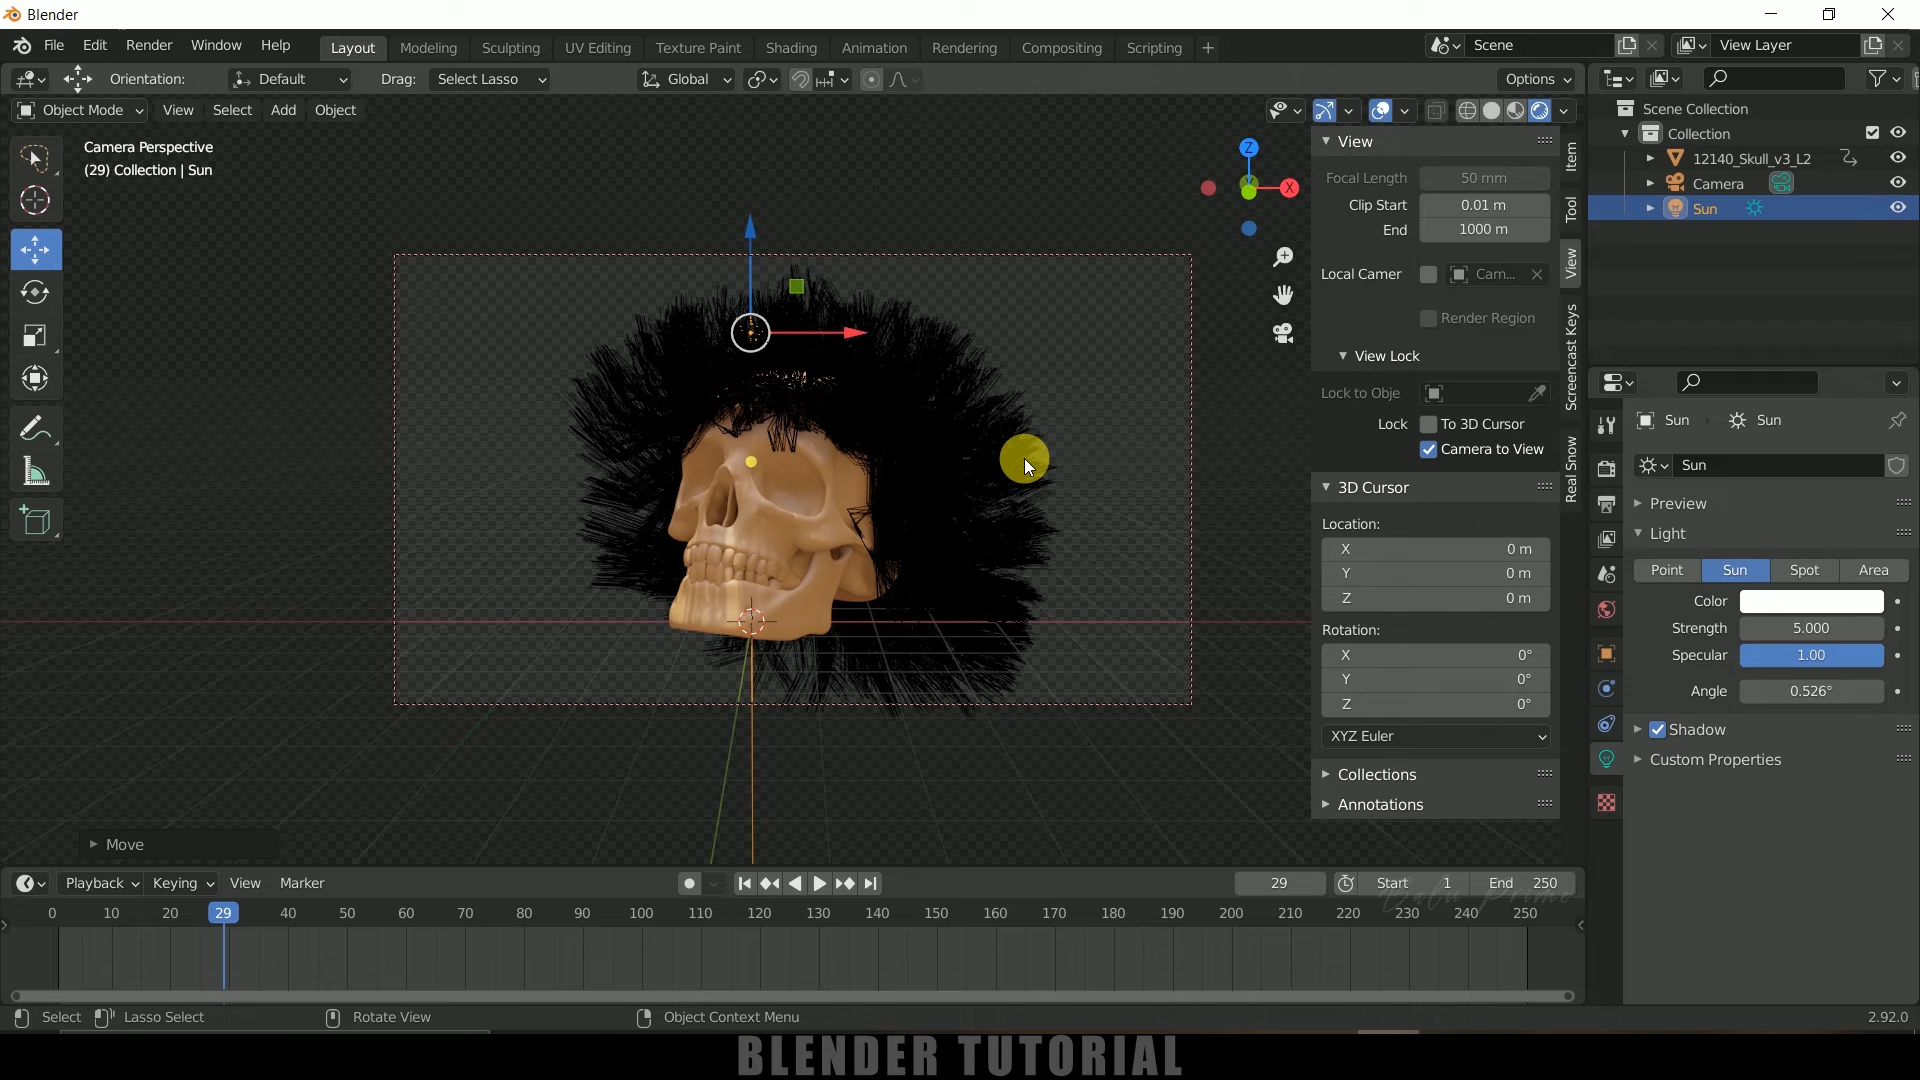 Blender
File Edit Render Window Help Layout Modeling Sculpting UV Editing Texture Paint Shading Animation Rendering Compositing Scripting + Scene View Layer
Orientation: Default Drag: Select Lasso Global Options
Object Mode View Select Add Object
Camera Perspective
(29) Collection | Sun
Z
X
View
Focal Length 50 mm
Clip Start 0.01 m
End 1000 m
Local Camer Cam...
Render Region
View Lock
Lock to Obje
Lock To 3D Cursor
Camera to View
3D Cursor
Location:
X 0 m
Y 0 m
Z 0 m
Rotation:
X 0°
Y 0°
Z 0°
XYZ Euler
Collections
Annotations
Item
Tool
View
Screencast Keys
Real Snow
Scene Collection
Collection
12140_Skull_v3_L2
Camera
Sun
Sun Sun
Sun
Preview
Light
Point Sun Spot Area
Color
Strength 5.000
Specular 1.00
Angle 0.526°
Shadow
Custom Properties
Move
Playback Keying View Marker 29 Start 1 End 250
Balu Prime
0 10 20 29 40 50 60 70 80 90 100 110 120 130 140 150 160 170 180 190 200 210 220 230 240 250
Select Lasso Select Rotate View Object Context Menu 2.92.0
BLENDER TUTORIAL